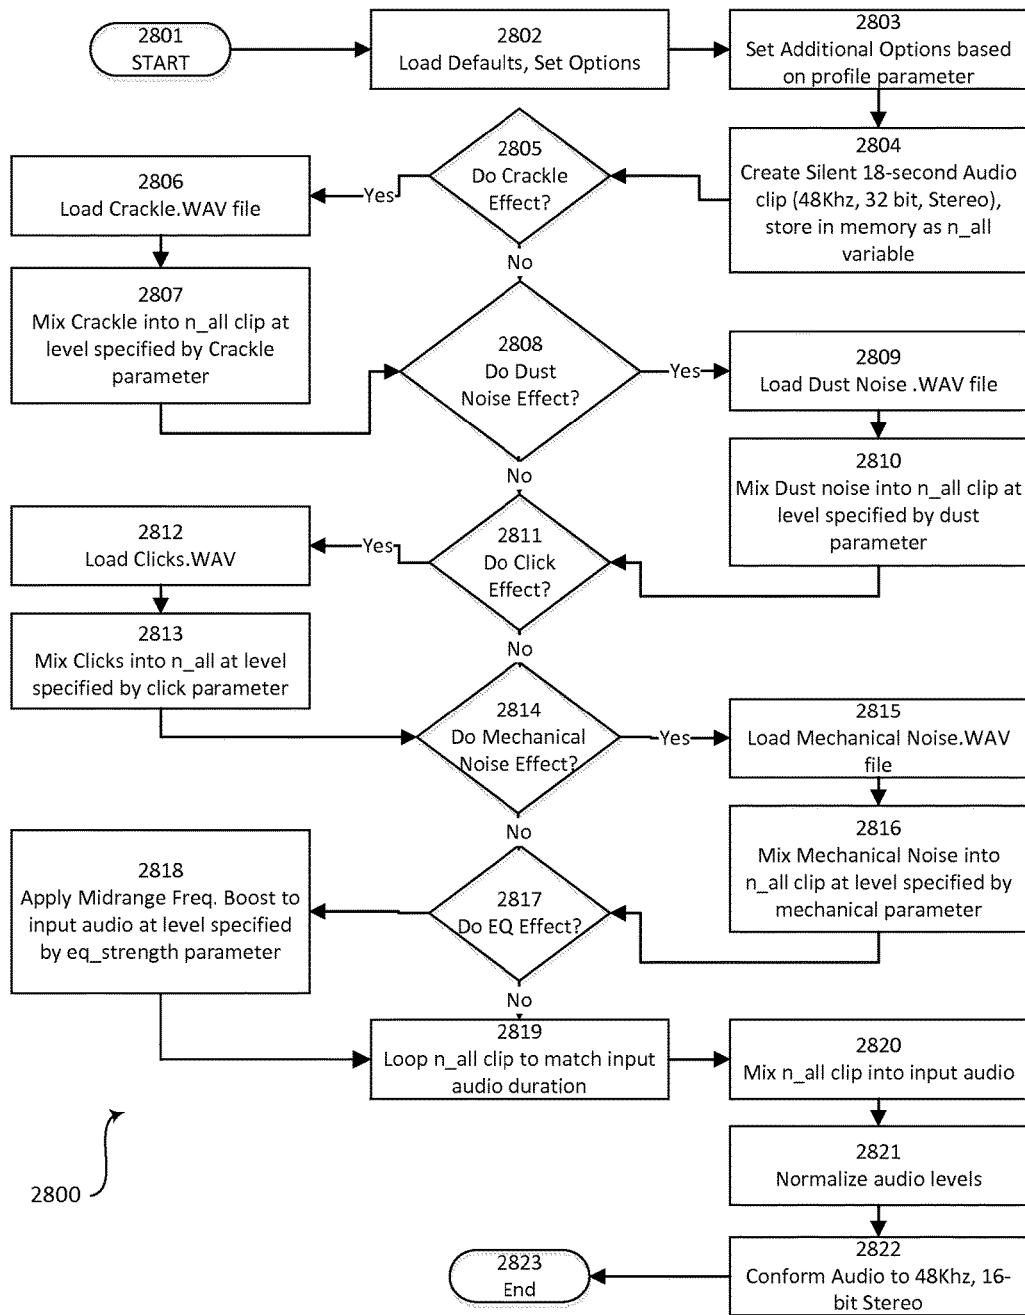 2801
START
2802
Load Defaults, Set Options
2803
Set Additional Options based
on profile parameter
2804
Create Silent 18-second Audio
clip (48Khz, 32 bit, Stereo),
store in memory as n_all
variable
2805
Do Crackle
Effect?
Yes
No
2806
Load Crackle.WAV file
2807
Mix Crackle into n_all clip at
level specified by Crackle
parameter
2808
Do Dust
Noise Effect?
Yes
No
2809
Load Dust Noise .WAV file
2810
Mix Dust noise into n_all clip at
level specified by dust
parameter
2811
Do Click
Effect?
Yes
No
2812
Load Clicks.WAV
2813
Mix Clicks into n_all at level
specified by click parameter
2814
Do Mechanical
Noise Effect?
Yes
No
2815
Load Mechanical Noise.WAV
file
2816
Mix Mechanical Noise into
n_all clip at level specified by
mechanical parameter
2817
Do EQ Effect?
No
2818
Apply Midrange Freq. Boost to
input audio at level specified
by eq_strength parameter
2819
Loop n_all clip to match input
audio duration
2820
Mix n_all clip into input audio
2821
Normalize audio levels
2822
Conform Audio to 48Khz, 16-
bit Stereo
2823
End
2800